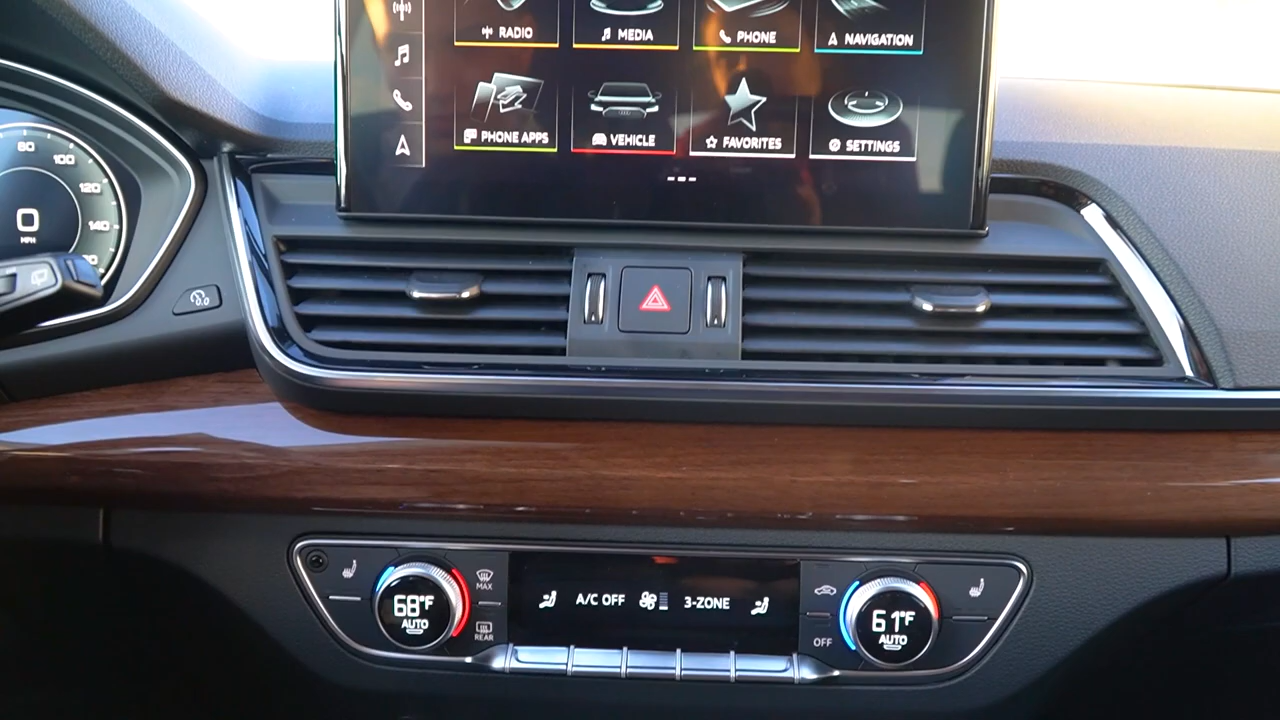 RADIO
MEDIA
PHONE
NAVIGATION
PHONE APPS
VEHICLE
FAVORITES
SETTINGS
80
100
120
140
0
MPH
68°F
AUTO
MAX
REAR
A/C OFF
3-ZONE
OFF
61°F
AUTO